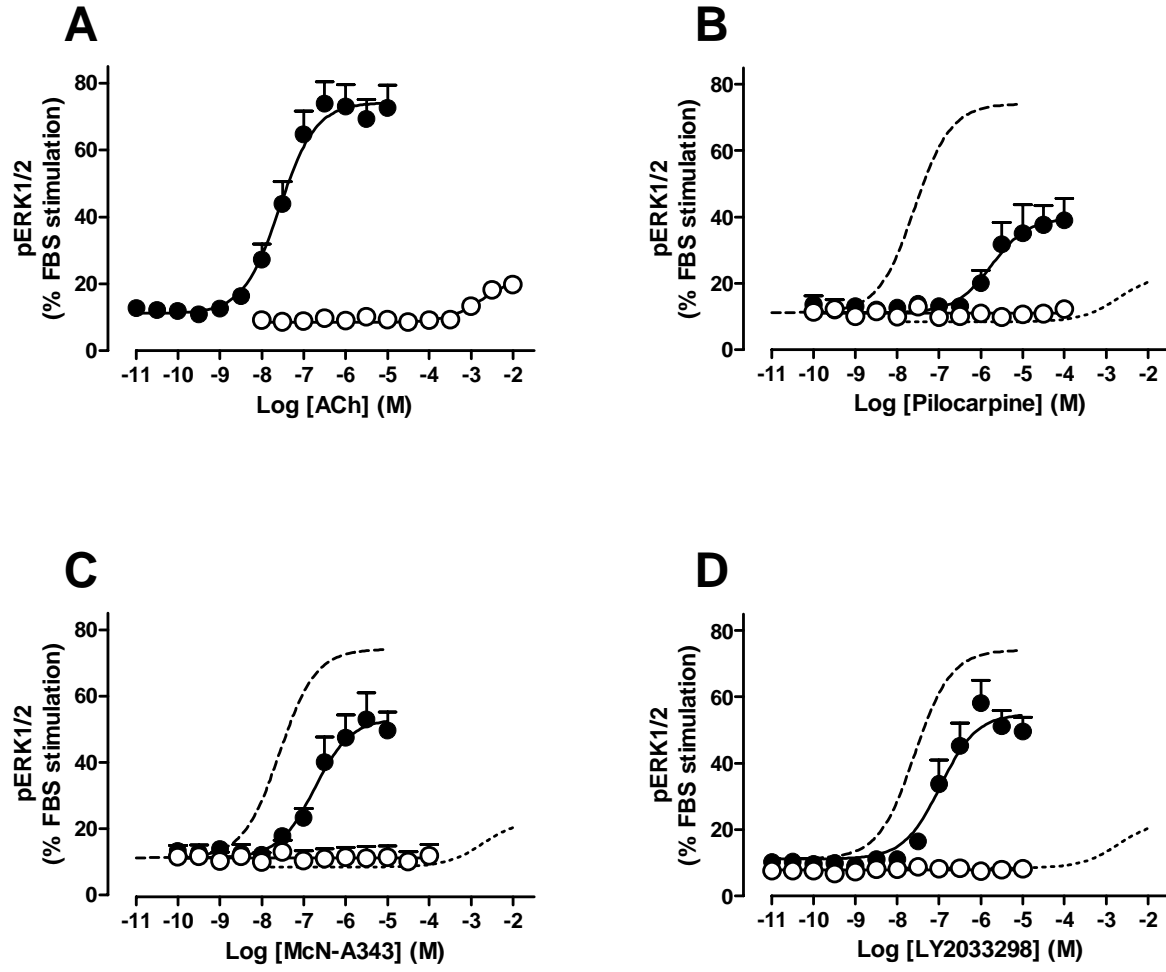 A
pERK1/2
(% FBS stimulation)
80
60
40
20
0
-11 -10 -9 -8 -7 -6 -5 -4 -3 -2
Log [ACh] (M)
B
pERK1/2
(% FBS stimulation)
80
60
40
20
0
-11 -10 -9 -8 -7 -6 -5 -4 -3 -2
Log [Pilocarpine] (M)
C
pERK1/2
(% FBS stimulation)
80
60
40
20
0
-11 -10 -9 -8 -7 -6 -5 -4 -3 -2
Log [McN-A343] (M)
D
pERK1/2
(% FBS stimulation)
80
60
40
20
0
-11 -10 -9 -8 -7 -6 -5 -4 -3 -2
Log [LY2033298] (M)